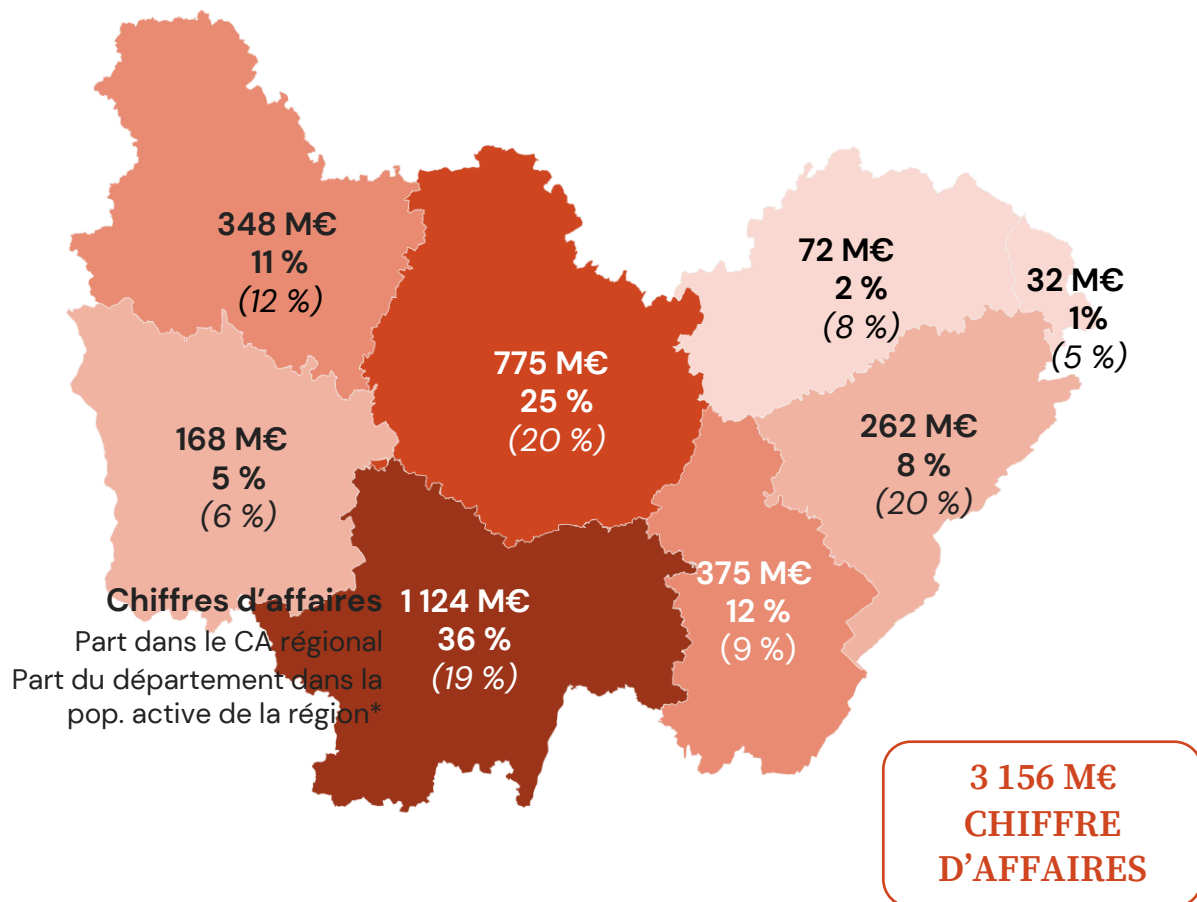 348 M€
11 %
(12 %)
72 M€
2 %
(8 %)
32 M€
1%
(5 %)
775 M€
25 %
(20 %)
168 M€
5 %
(6 %)
262 M€
8 %
(20 %)
375 M€
12 %
(9 %)
Chiffres d’affaires
Part dans le CA régional
Part du département dans la
pop. active de la région*
1 124 M€
36 %
(19 %)
3 156 M€
CHIFFRE
D’AFFAIRES